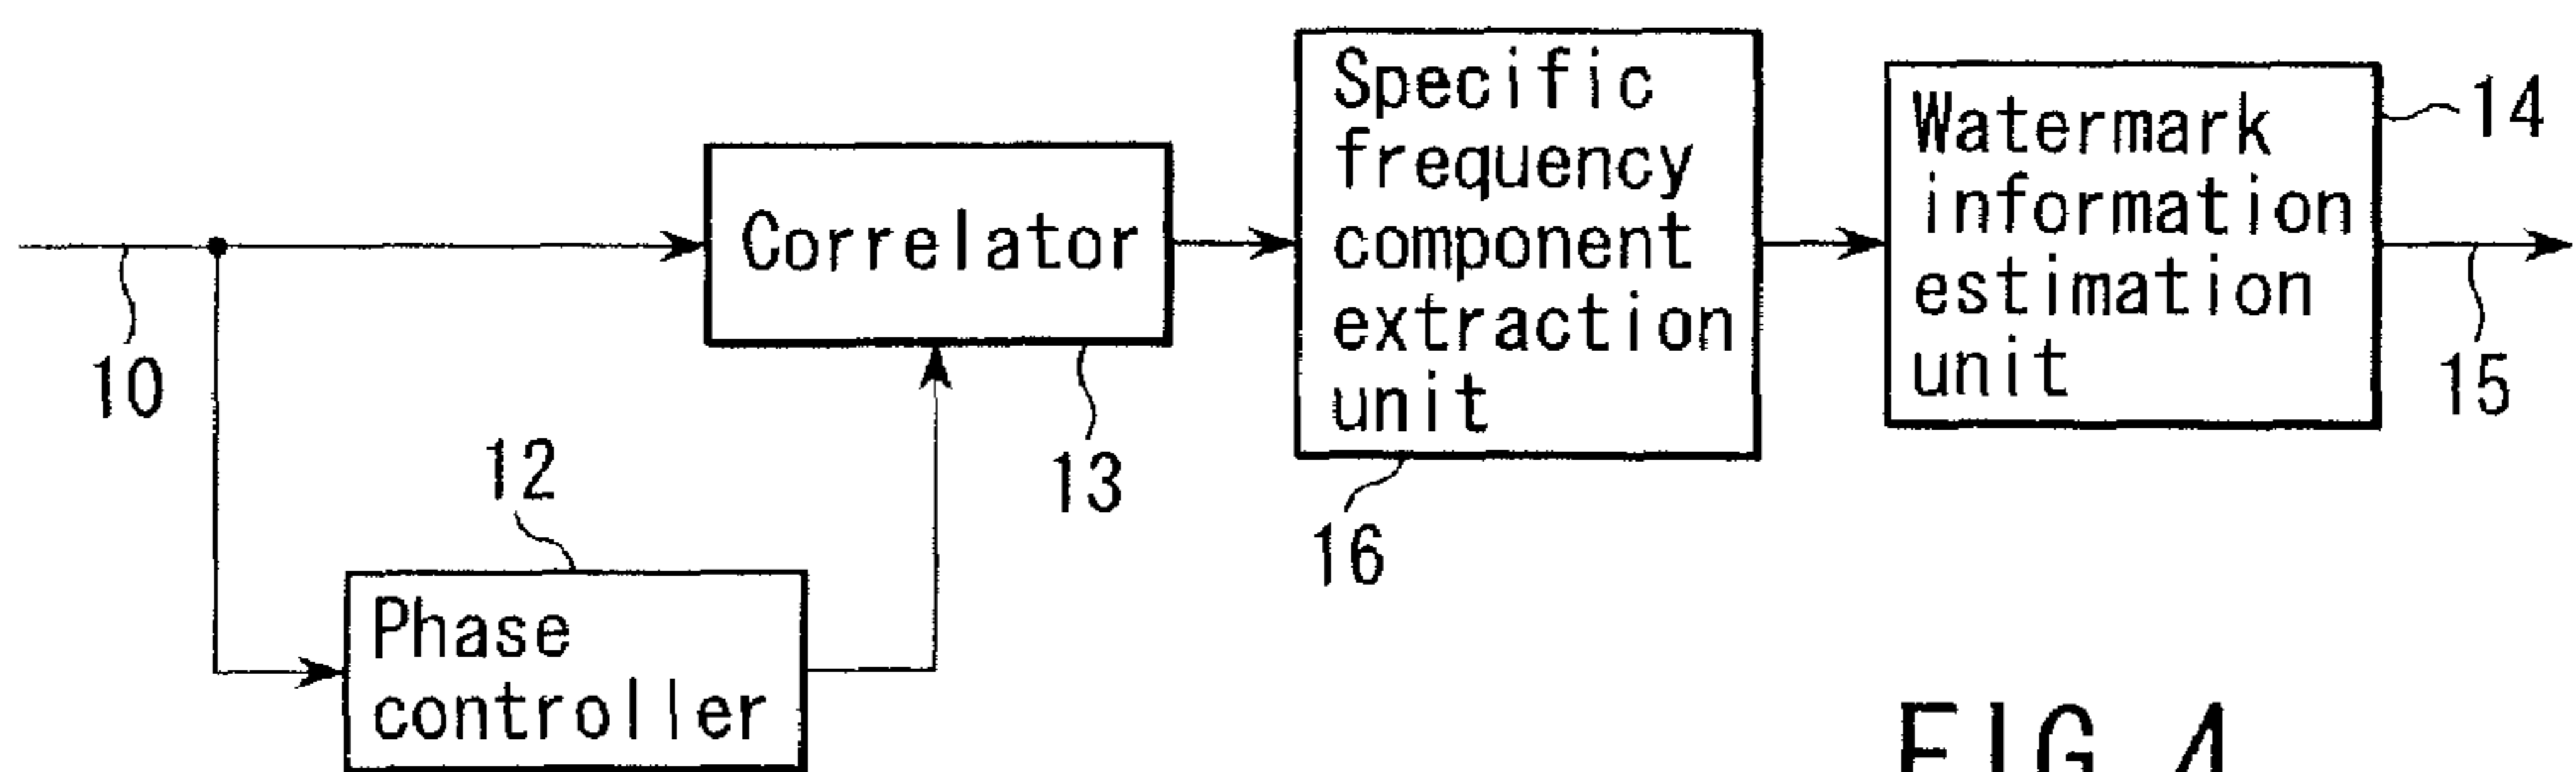 Specific
frequency
component
extraction
unit
Watermark
information
estimation
unit
14
Correlator
10
15
13
12
16
Phase
controller
FIG. 4